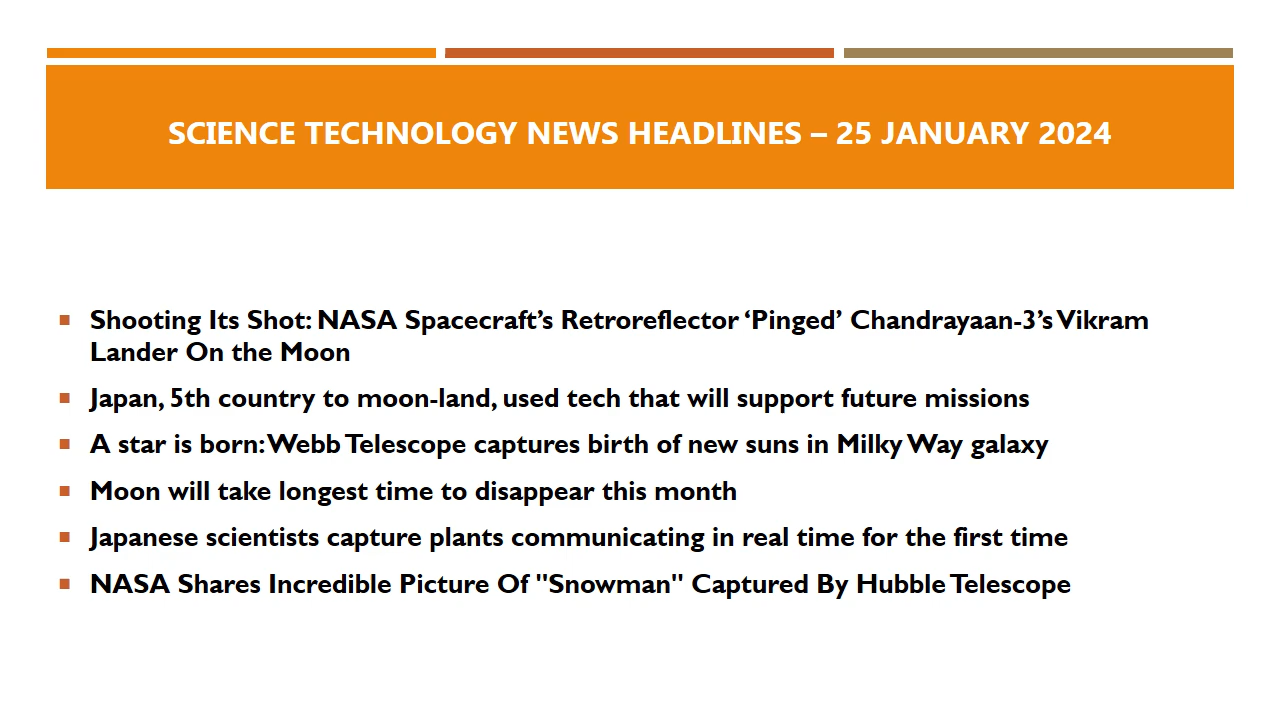 SCIENCE TECHNOLOGY NEWS HEADLINES – 25 JANUARY 2024
Shooting Its Shot: NASA Spacecraft’s Retroreflector ‘Pinged’ Chandrayaan-3’s Vikram
Lander On the Moon
Japan, 5th country to moon-land, used tech that will support future missions
A star is born: Webb Telescope captures birth of new suns in Milky Way galaxy
Moon will take longest time to disappear this month
Japanese scientists capture plants communicating in real time for the first time
NASA Shares Incredible Picture Of "Snowman" Captured By Hubble Telescope